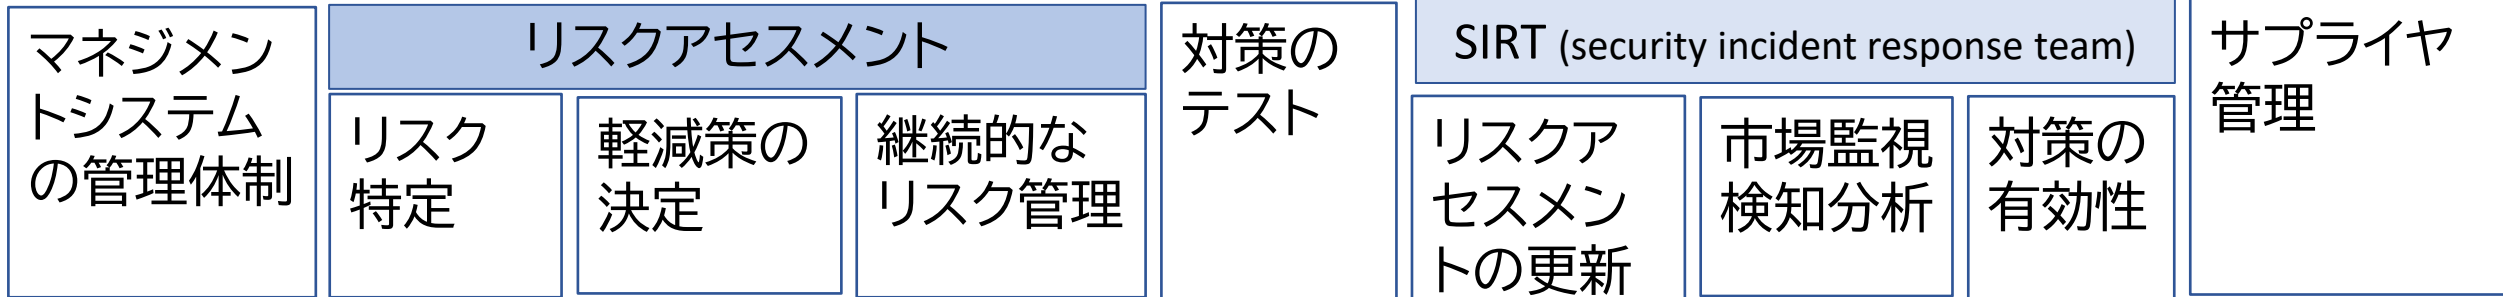 マネジメン
トジステム
の管理体制
リスクアセスメント
リスク
特定
亜攻策の
決定
継続的な
リスク管理
対策の
テスト
SIRT (security incident response team)
リスクア
セスメン
トの更新
市場監視
検知分析
対策の
有効性
サプライヤ
管理